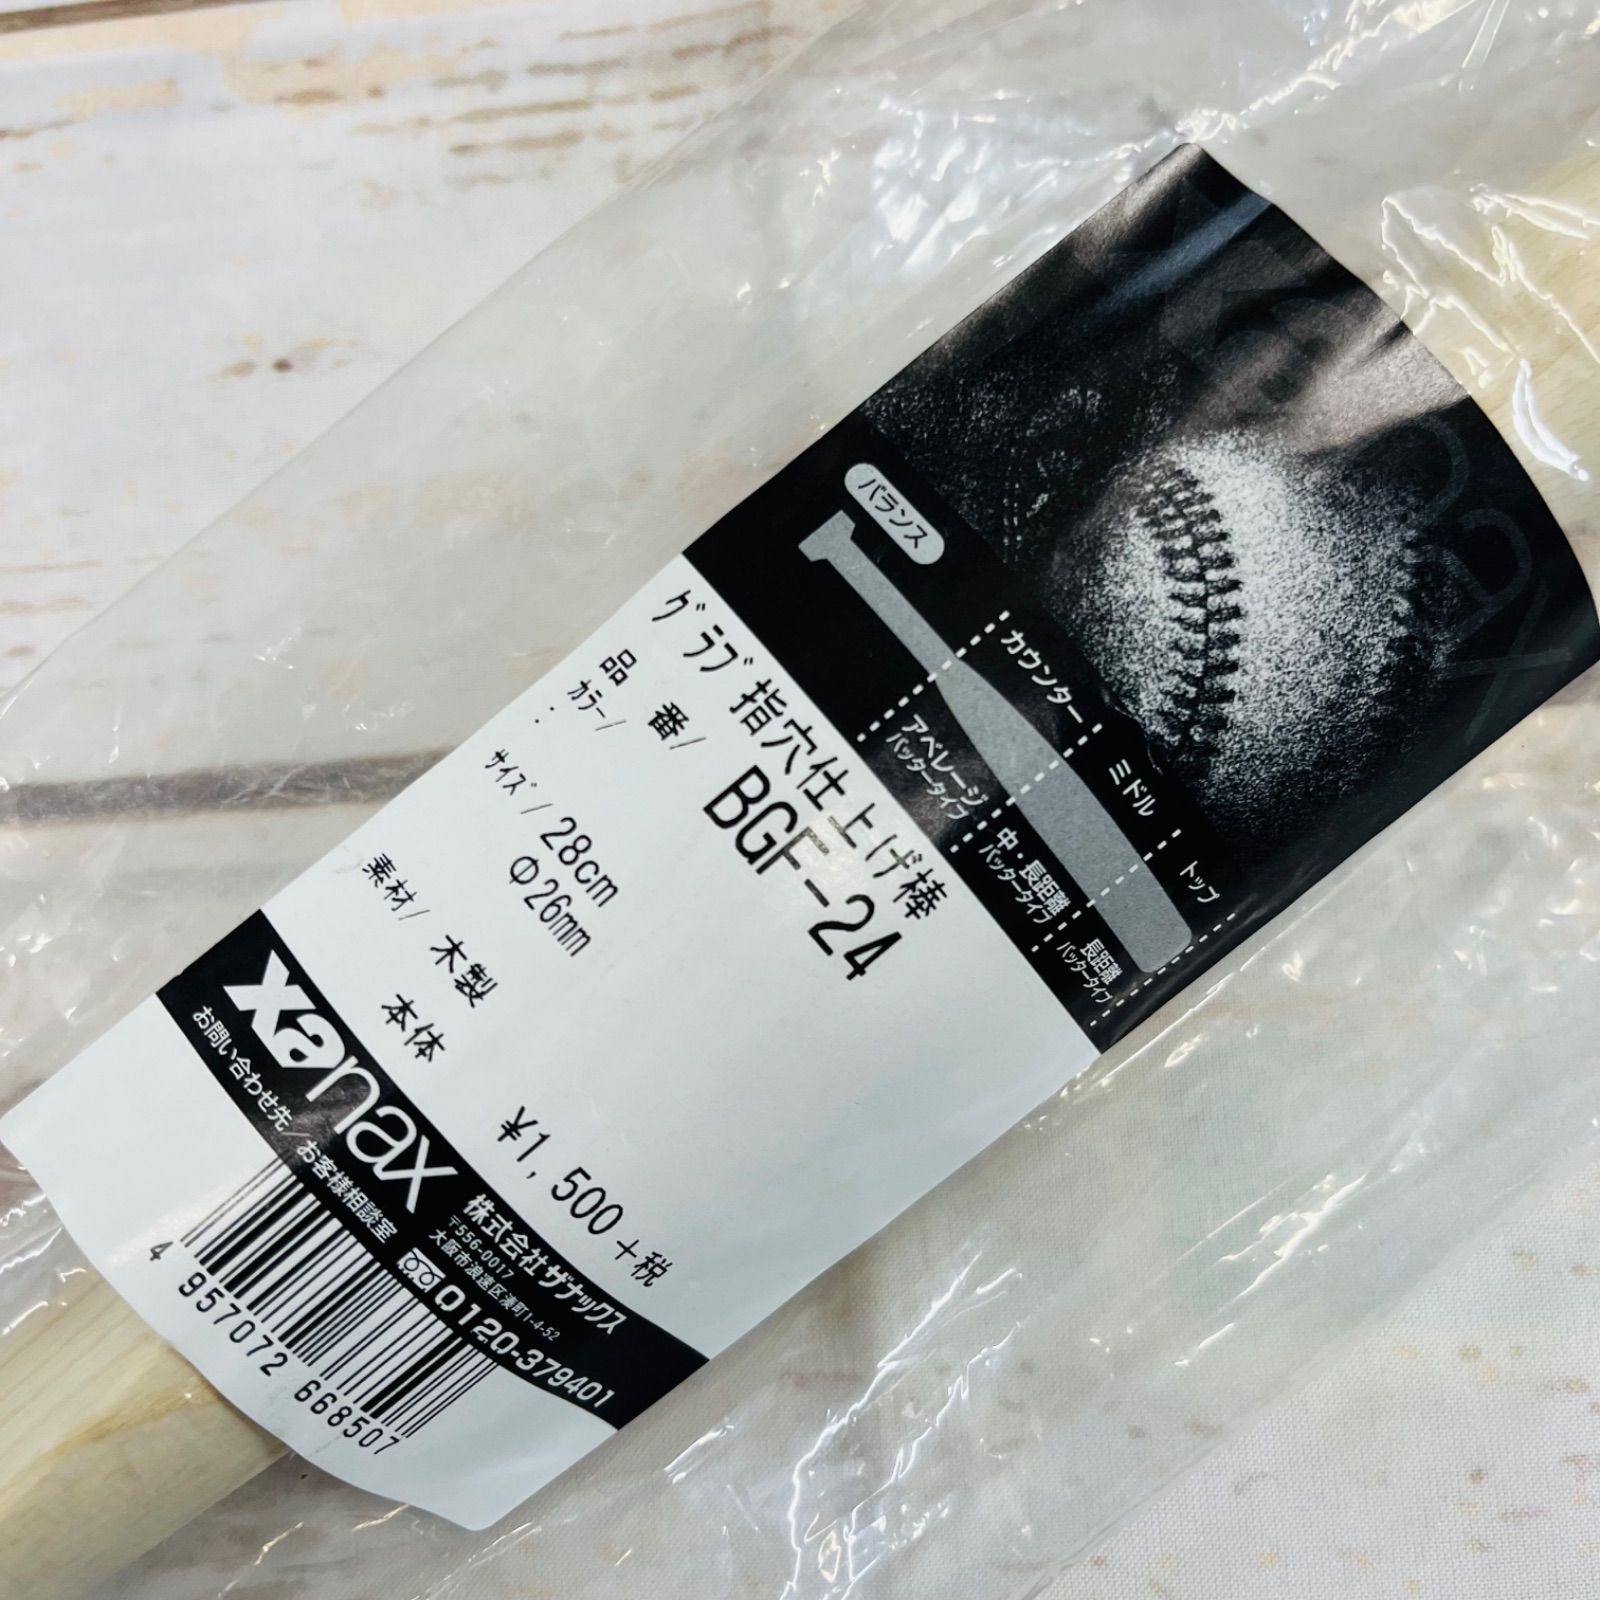 xanax
バランス
カウンター
ミドル
トップ
アベレージ
バッタータイプ
中・長距離
バッタータイプ
長距離
バッタータイプ
グラブ指穴仕上げ棒
品 番/ BGF-24
カラー/
:
サイズ/ 28cm
Φ26mm
素材/ 木製
本体 ¥1,500+税
xanax
株式会社ザナックス
〒556-0017
大阪市浪速区湊町1-4-52
お問い合わせ先/お客様相談室 0120-379401
4 957072 668507